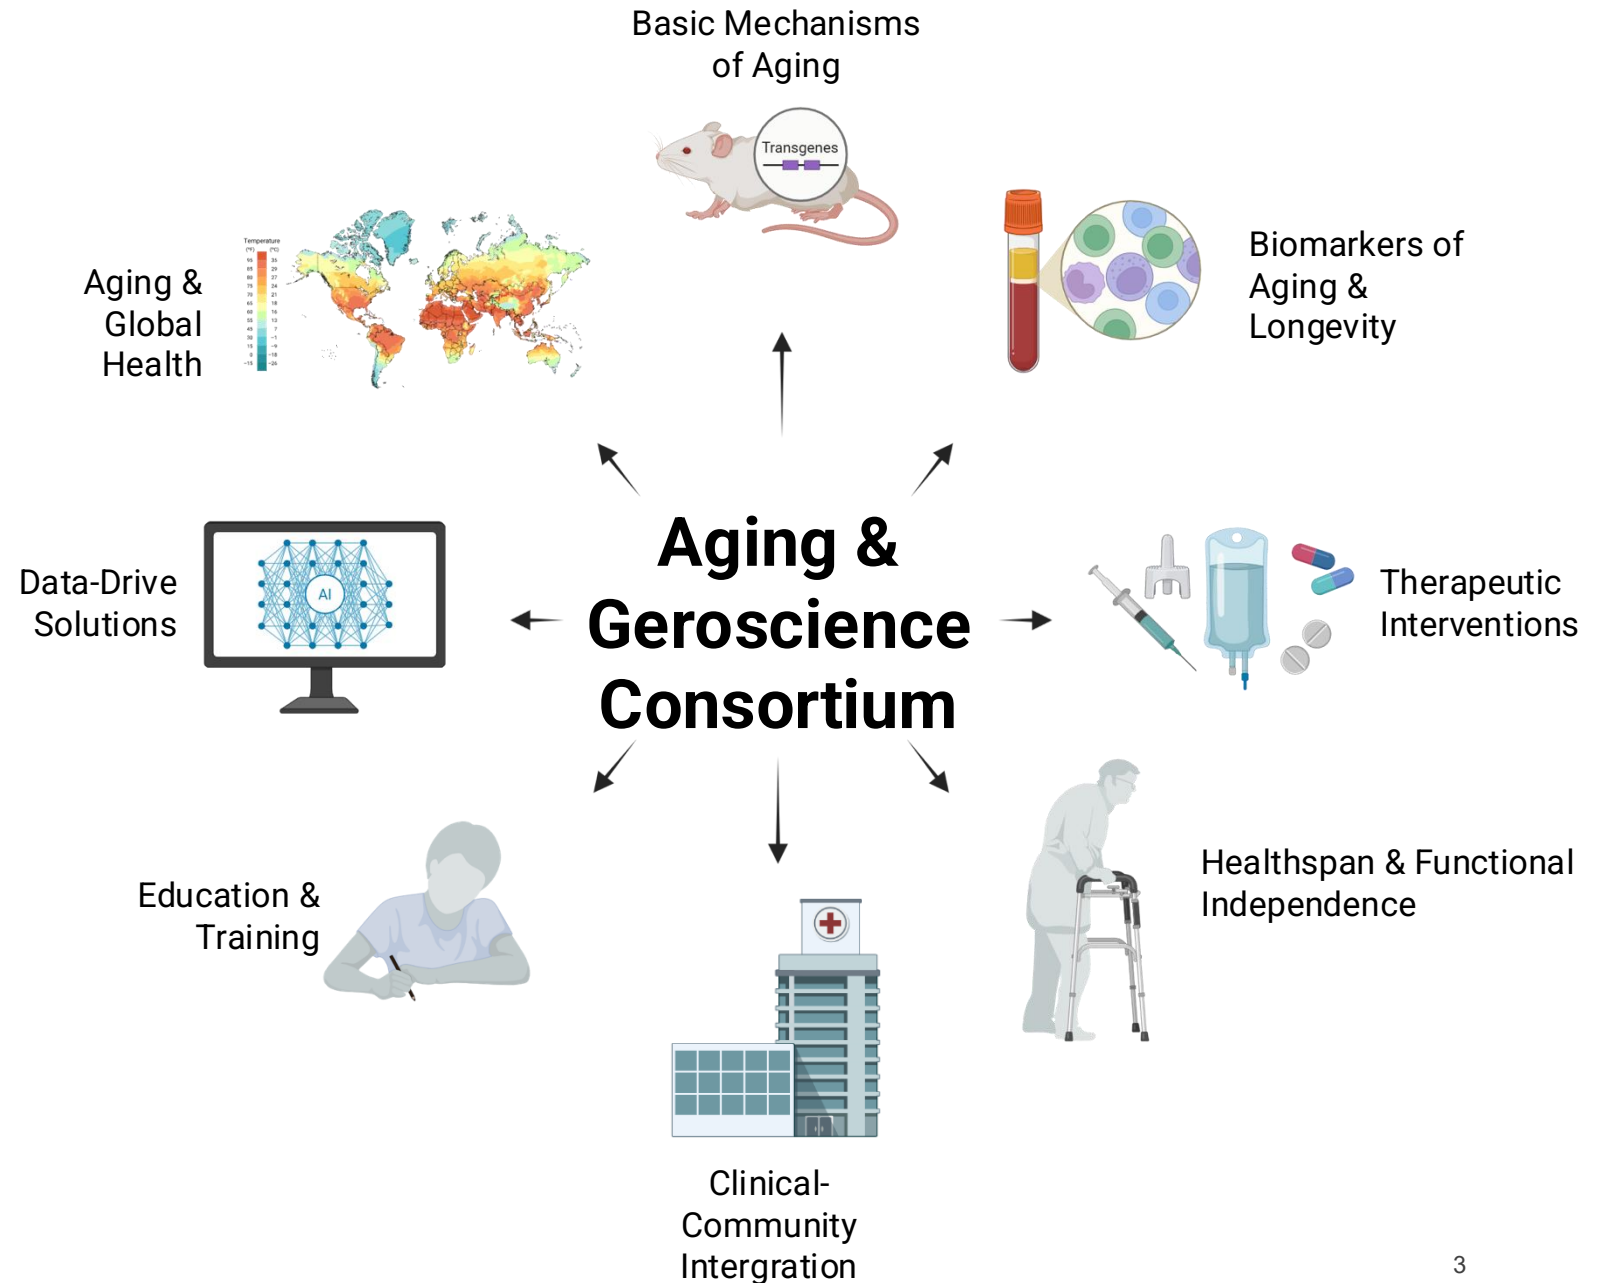 Basic Mechanisms
of Aging
Transgenes
Temperature
(°F) (°C)
Aging &
Global
Health
Biomarkers of
Aging &
Longevity
Aging &
Geroscience
Consortium
Data-Drive
Solutions
AI
Therapeutic
Interventions
Education &
Training
Healthspan & Functional
Independence
Clinical-
Community
Intergration
3